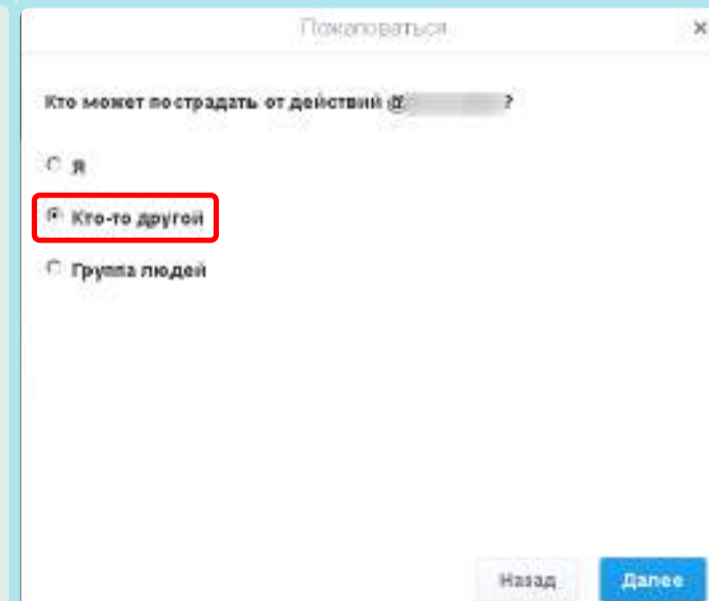 Пожаловаться
×
Кто может пострадать от действий @ ?
Я
Кто-то другой
Группа людей
Назад
Далее